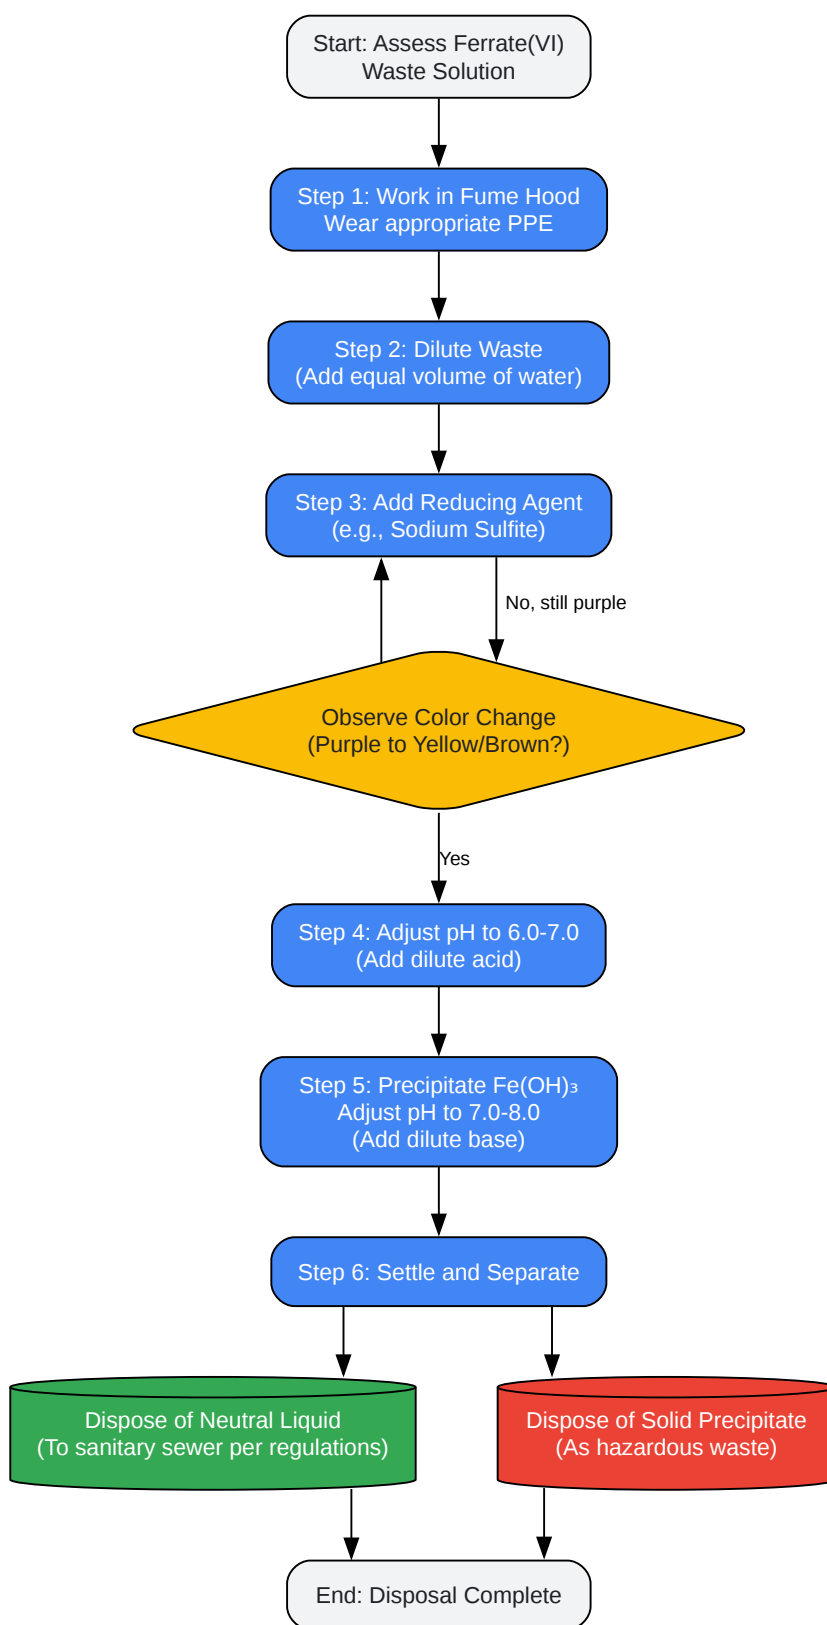 Start: Assess Ferrate(VI)
Waste Solution
Step 1: Work in Fume Hood
Wear appropriate PPE
Step 2: Dilute Waste
(Add equal volume of water)
Step 3: Add Reducing Agent
(e.g., Sodium Sulfite)
No, still purple
Observe Color Change
(Purple to Yellow/Brown?)
Yes
Step 4: Adjust pH to 6.0-7.0
(Add dilute acid)
Step 5: Precipitate Fe(OH)₃
Adjust pH to 7.0-8.0
(Add dilute base)
Step 6: Settle and Separate
Dispose of Neutral Liquid
(To sanitary sewer per regulations)
Dispose of Solid Precipitate
(As hazardous waste)
End: Disposal Complete